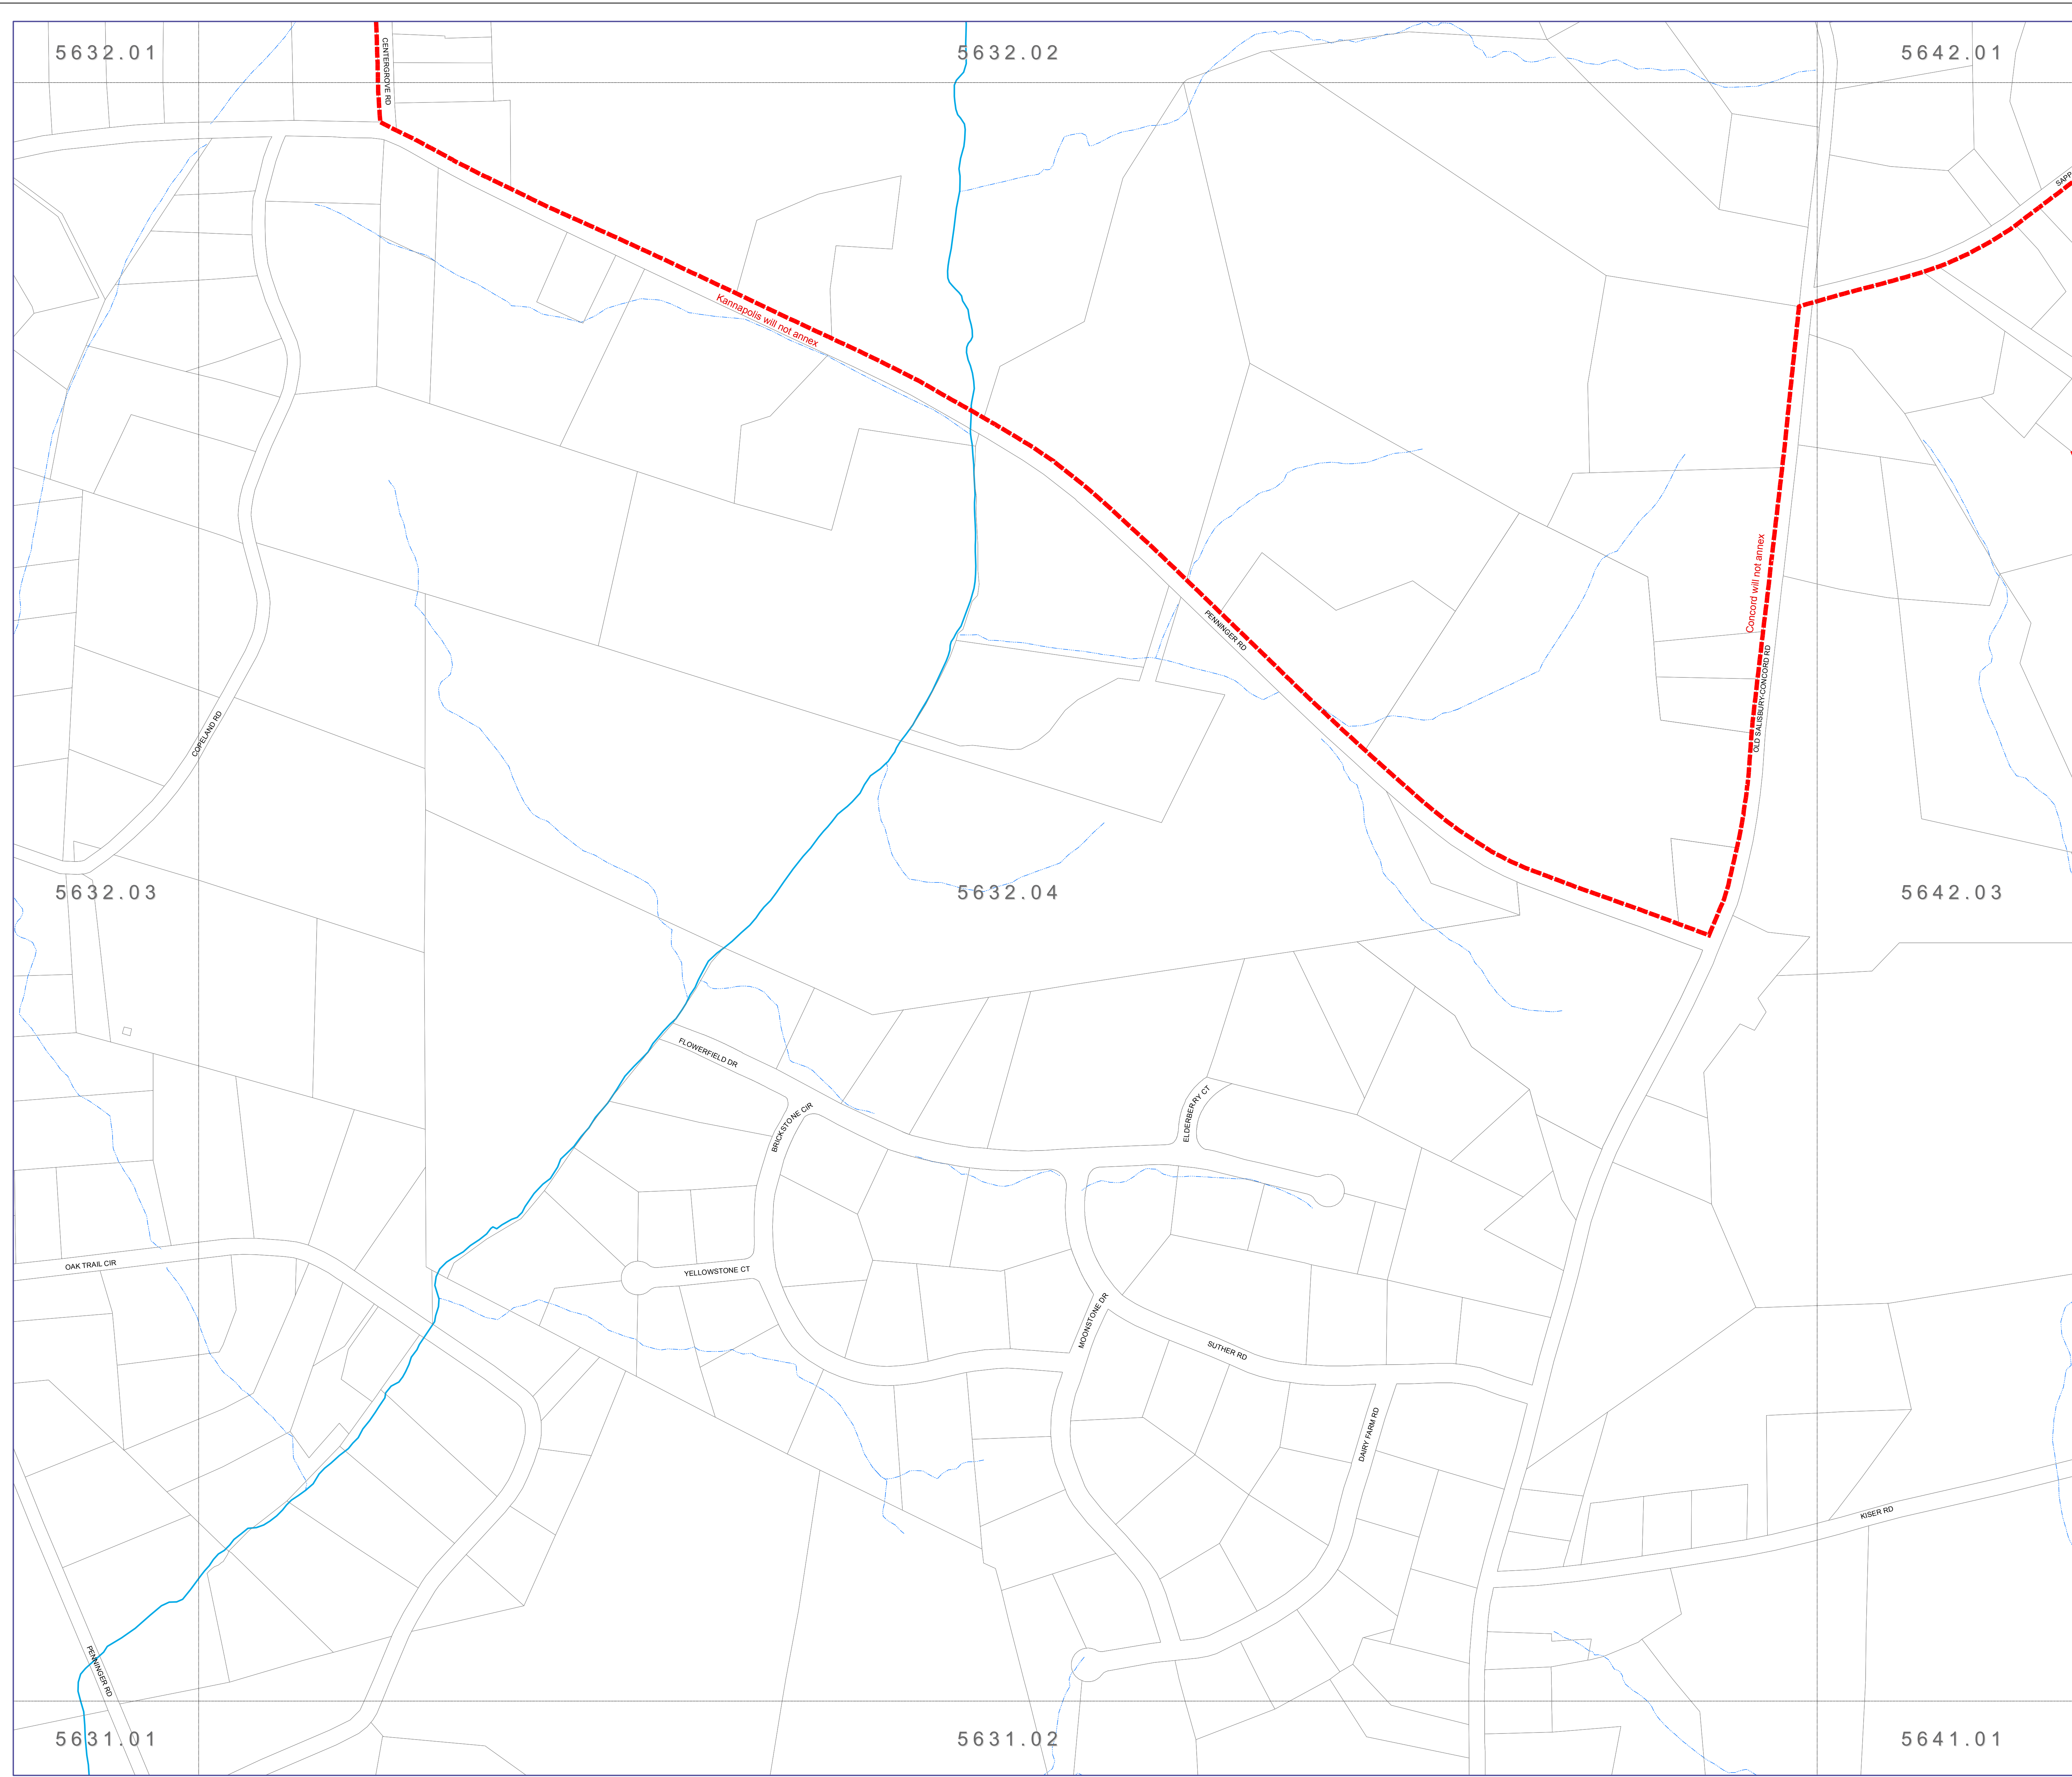 5632.01
5632.02
5642.01
CENTERGROVE RD
SAPP
Kannapolis will not annex
Concord will not annex
PENNINGER RD
OLD SALISBURY-CONCORD RD
COPELAND RD
5632.03
5632.04
5642.03
FLOWERFIELD DR
BRICKSTONE CIR
ELDERBERRY CT
OAK TRAIL CIR
YELLOWSTONE CT
MOONSTONE DR
SUTHER RD
DAIRY FARM RD
KISER RD
PENNINGER RD
5631.01
5631.02
5641.01